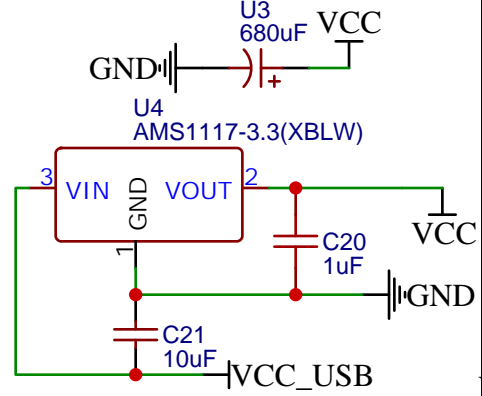 U3
680uF
VCC
GND
U4
AMS1117-3.3(XBLW)
3
VIN
GND
VOUT
2
1
VCC
C20
1uF
GND
C21
10uF
VCC_USB